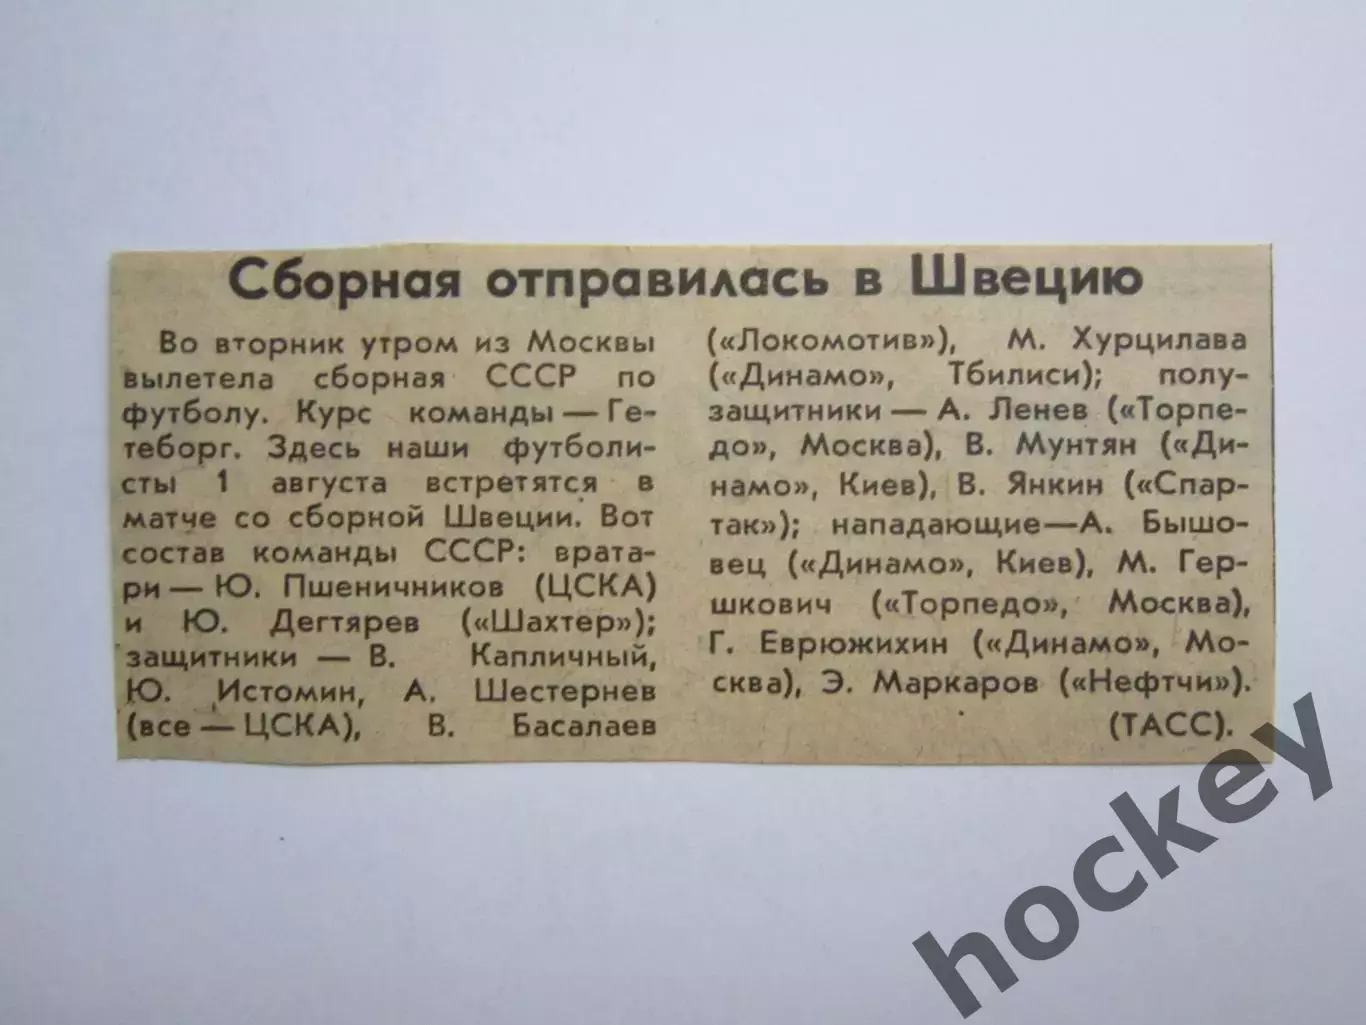 Сборная отправилась в Швецию
Во вторник утром из Москвы
вылетела сборная СССР по
футболу. Курс команды — Ге-
теборг. Здесь наши футболи-
сты 1 августа встретятся в
матче со сборной Швеции. Вот
состав команды СССР: врата-
ри — Ю. Пшеничников (ЦСКА)
и Ю. Дегтярев («Шахтер»);
защитники — В. Капличный,
Ю. Истомин, А. Шестернев
(все — ЦСКА), В. Басалаев
(«Локомотив»), М. Хурцилава
(«Динамо», Тбилиси); полу-
защитники — А. Ленев («Торпе-
до», Москва), В. Мунтян («Ди-
намо», Киев), В. Янкин («Спар-
так»); нападающие—А. Бышо-
вец («Динамо», Киев), М. Гер-
шкович («Торпедо», Москва),
Г. Еврюжихин («Динамо», Мо-
сква), Э. Маркаров («Нефтчи»).
(ТАСС).
hockey